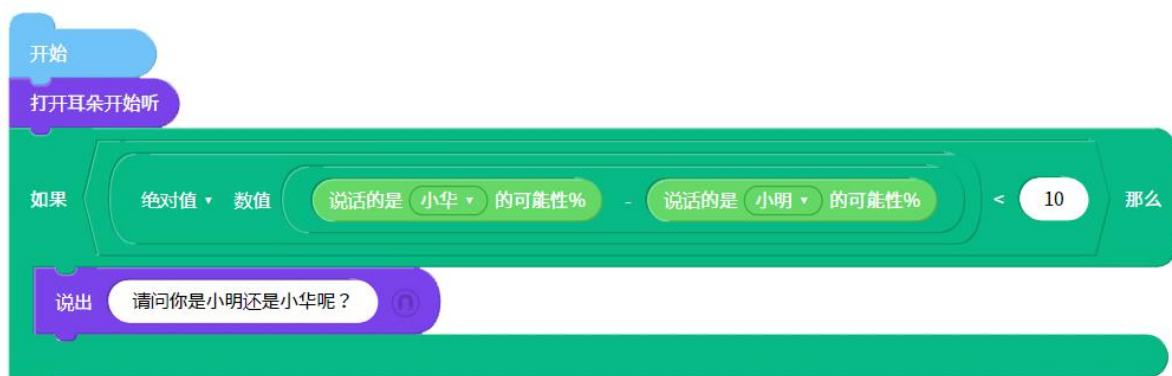 开始
打开耳朵开始听
如果 绝对值 数值 说话的是 小华 的可能性% - 说话的是 小明 的可能性% < 10 那么
说出 请问你是小明还是小华呢？